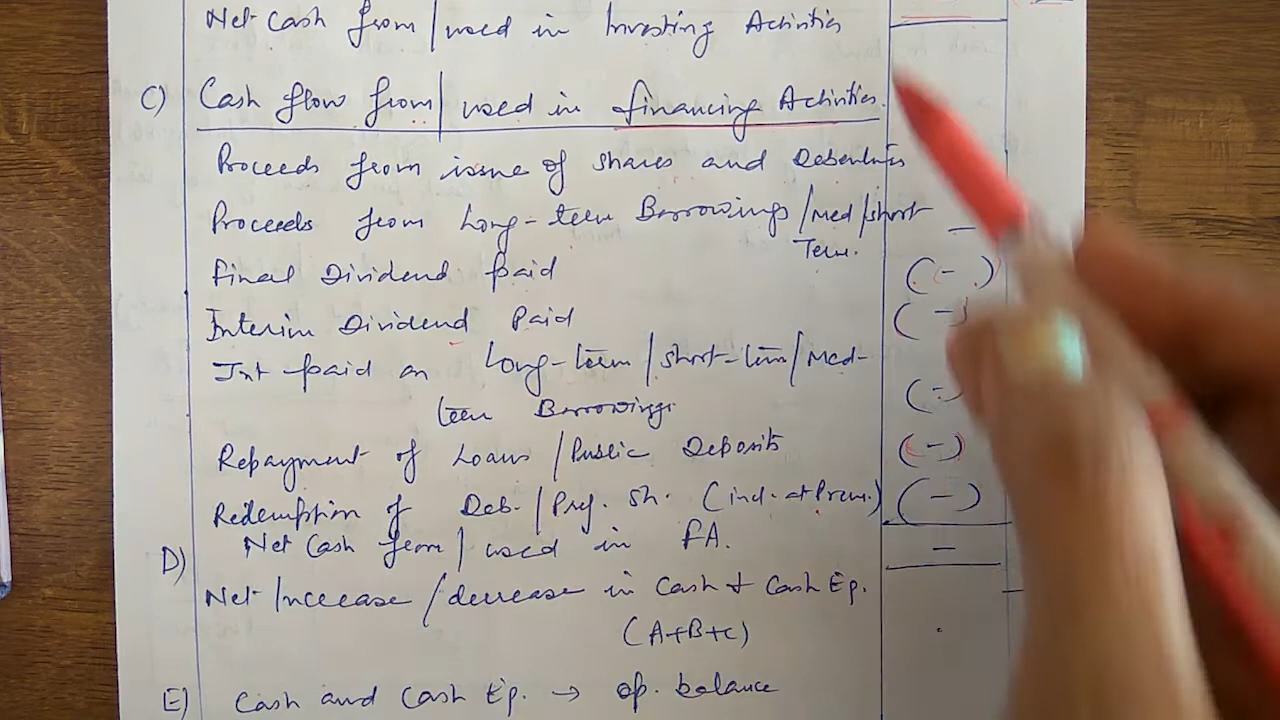 Net Cash from/used in Investing Activities
C) Cash flow from/used in financing Activities.
Proceeds from issue of shares and Debentures
Proceeds from Long-term Borrowings/Med/short -
Term.
Final Dividend paid (-)
Interim Dividend Paid (-)
Int paid on Long-term/short-term/Med-
term Borrowings (-)
Repayment of Loans/Public Deposits (-)
Redemption of Deb./Pref. Sh. (incl. at Prem.) (-)
Net Cash from/used in FA. -
D) Net Increase/decrease in Cash + Cash Ep.
(A+B+C)
E) Cash and Cash Ep. → op. balance